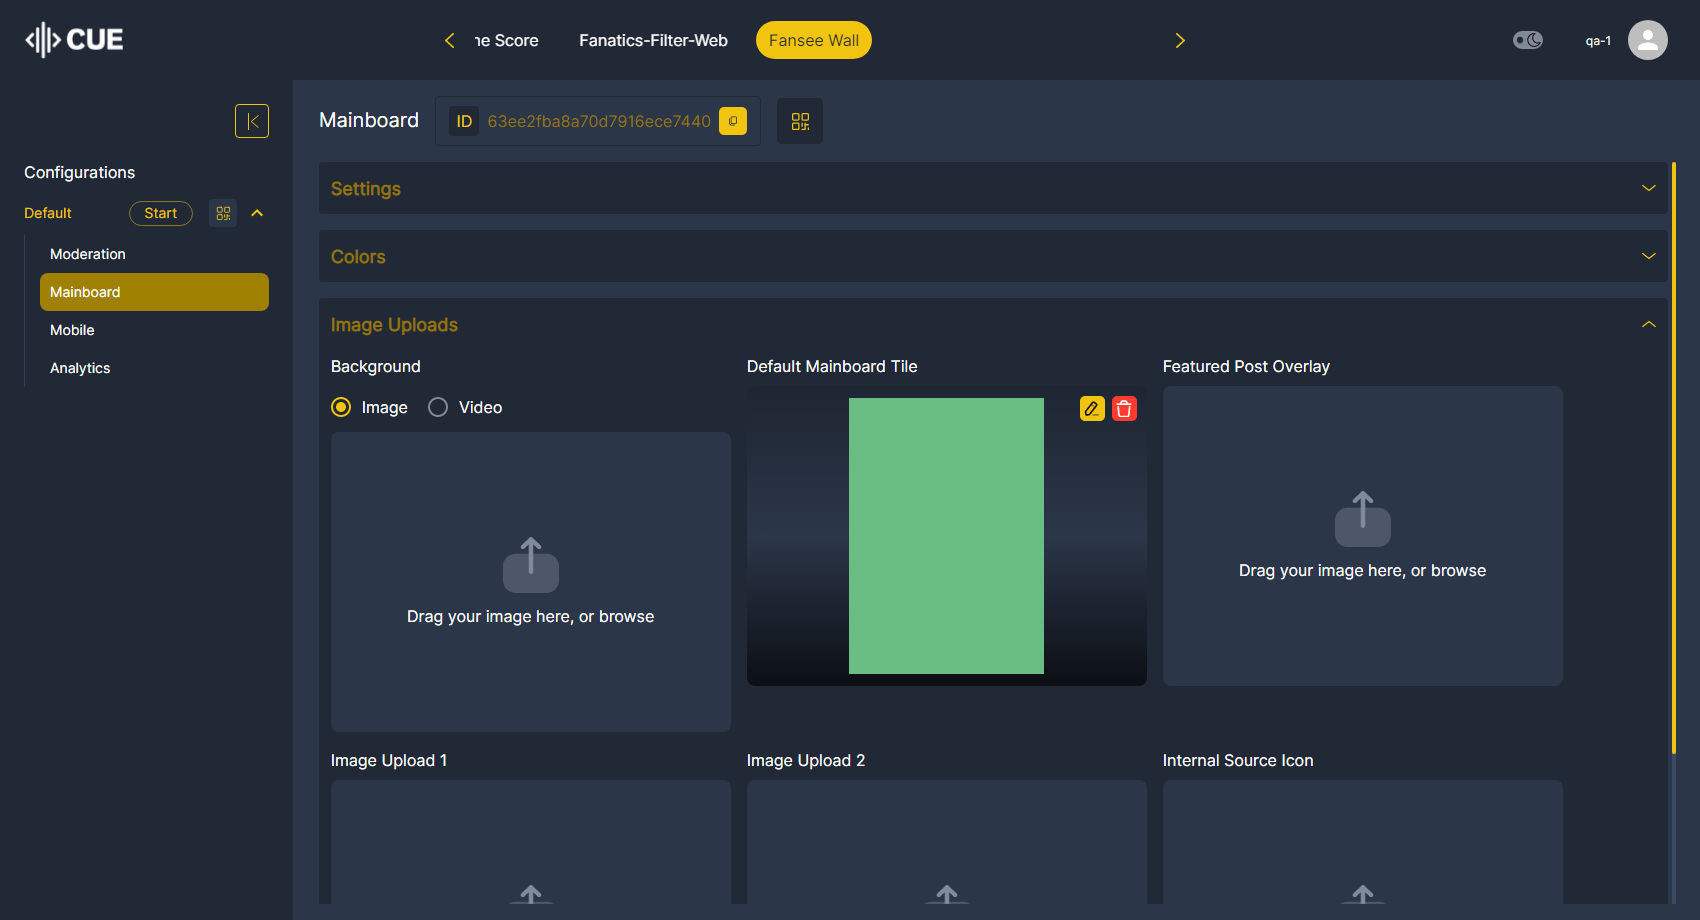 CUE
Score
Fanatics-Filter-Web
Fansee Wall
qa-1
Configurations
Default
Start
Moderation
Mainboard
Mobile
Analytics
Mainboard
ID
63ee2fba8a70d7916ece7440
Settings
Colors
Image Uploads
Background
Image
Video
Drag your image here, or browse
Default Mainboard Tile
Featured Post Overlay
Drag your image here, or browse
Image Upload 1
Image Upload 2
Internal Source Icon